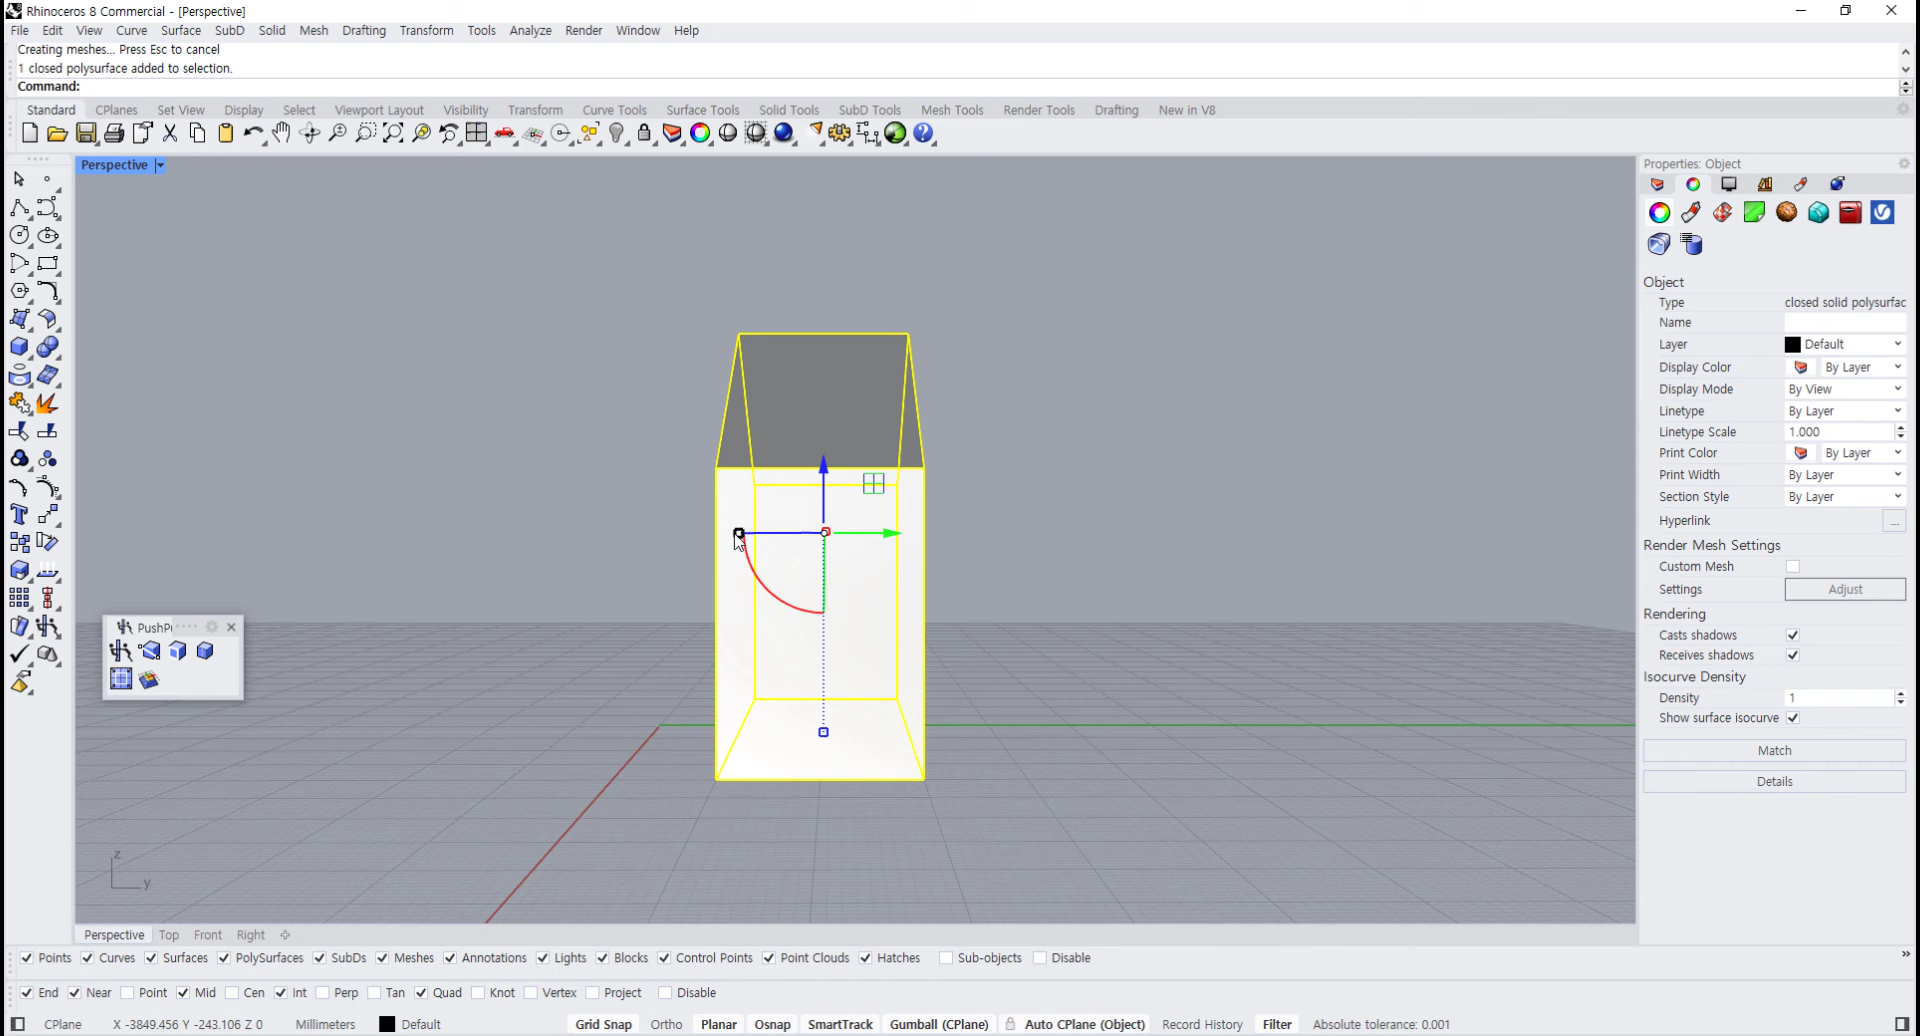 Rhinoceros 8 Commercial - [Perspective]
File Edit View Curve Surface SubD Solid Mesh Drafting Transform Tools Analyze Render Window Help
Creating meshes... Press Esc to cancel
1 closed polysurface added to selection.
Command:
Standard CPlanes Set View Display Select Viewport Layout Visibility Transform Curve Tools Surface Tools Solid Tools SubD Tools Mesh Tools Render Tools Drafting New in V8
Perspective
Properties: Object
Object
Type closed solid polysurfac
Name
Layer Default
Display Color By Layer
Display Mode By View
Linetype By Layer
Linetype Scale 1.000
Print Color By Layer
Print Width By Layer
Section Style By Layer
Hyperlink ...
Render Mesh Settings
Custom Mesh
Settings Adjust
Rendering
Casts shadows
Receives shadows
Isocurve Density
Density 1
Show surface isocurve
Match
Details
PushPu
z
y
Perspective Top Front Right
Points Curves Surfaces PolySurfaces SubDs Meshes Annotations Lights Blocks Control Points Point Clouds Hatches Sub-objects Disable
End Near Point Mid Cen Int Perp Tan Quad Knot Vertex Project Disable
CPlane X -3849.456 Y -243.106 Z 0 Millimeters Default Grid Snap Ortho Planar Osnap SmartTrack Gumball (CPlane) Auto CPlane (Object) Record History Filter Absolute tolerance: 0.001